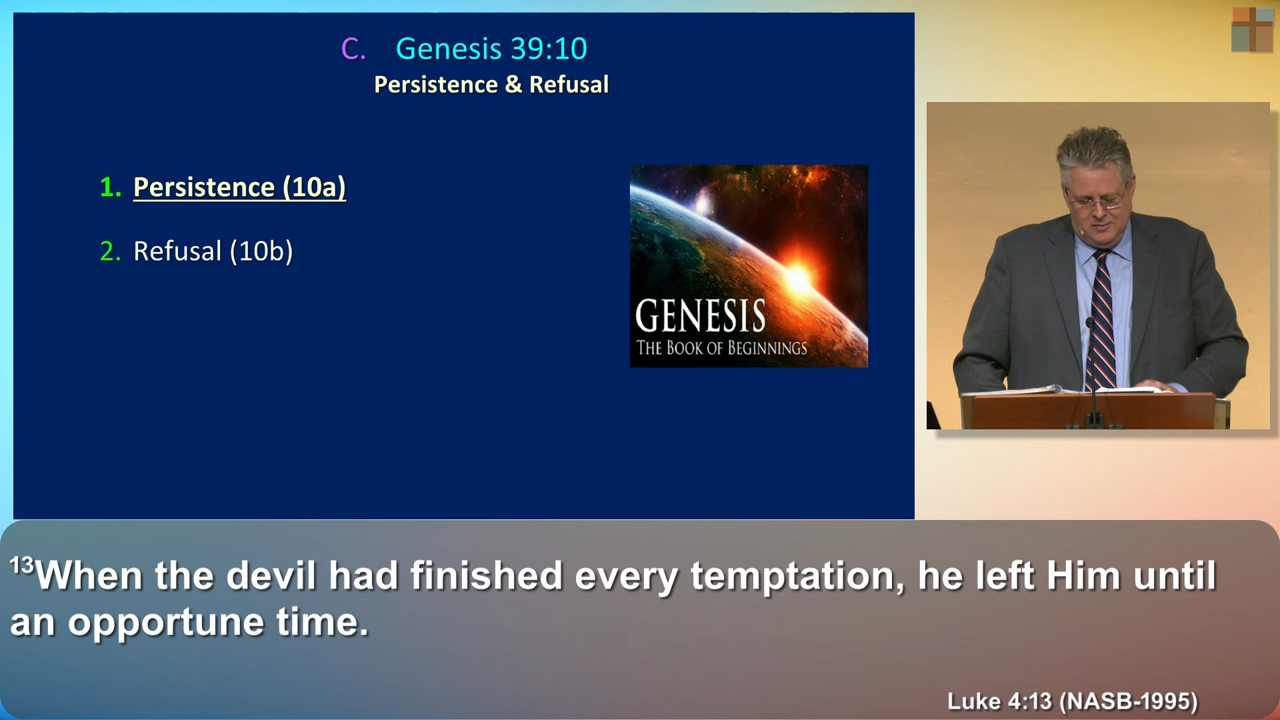 C. Genesis 39:10
Persistence & Refusal
1. Persistence (10a)
2. Refusal (10b)
GENESIS
THE BOOK OF BEGINNINGS
13When the devil had finished every temptation, he left Him until
an opportune time.
Luke 4:13 (NASB-1995)